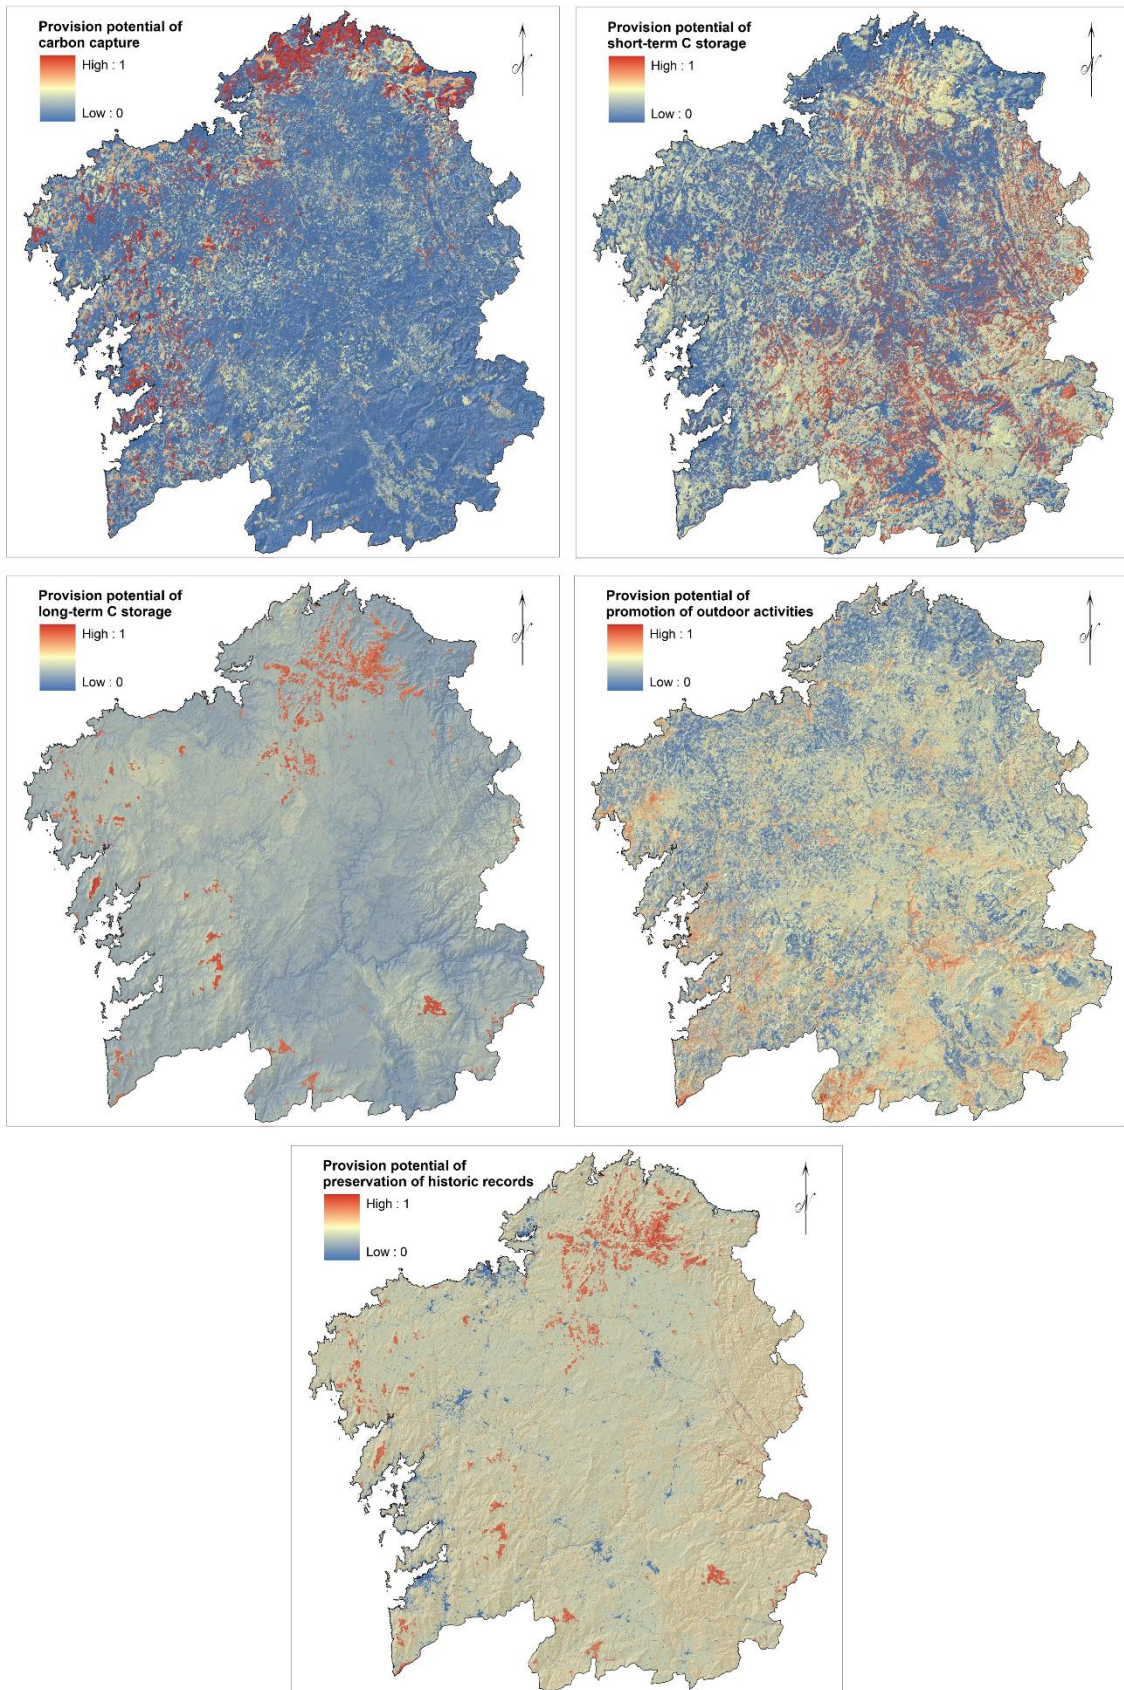 Provision potential of
carbon capture
High : 1
Low : 0
N
Provision potential of
short-term C storage
High : 1
Low : 0
N
Provision potential of
long-term C storage
High : 1
Low : 0
N
Provision potential of
promotion of outdoor activities
High : 1
Low : 0
N
Provision potential of
preservation of historic records
High : 1
Low : 0
N